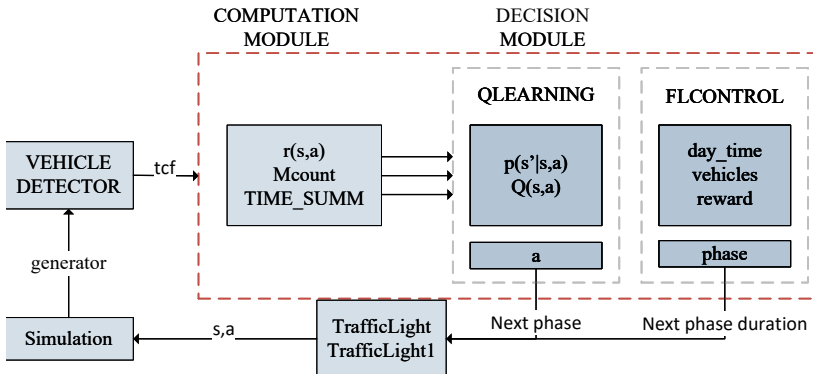 COMPUTATION
MODULE
DECISION
MODULE
QLEARNING
FLCONTROL
VEHICLE
DETECTOR
tcf
r(s,a)
Mcount
TIME_SUMM
p(s'|s,a)
Q(s,a)
day_time
vehicles
reward
a
phase
generator
Simulation
s,a
TrafficLight
TrafficLight1
Next phase
Next phase duration